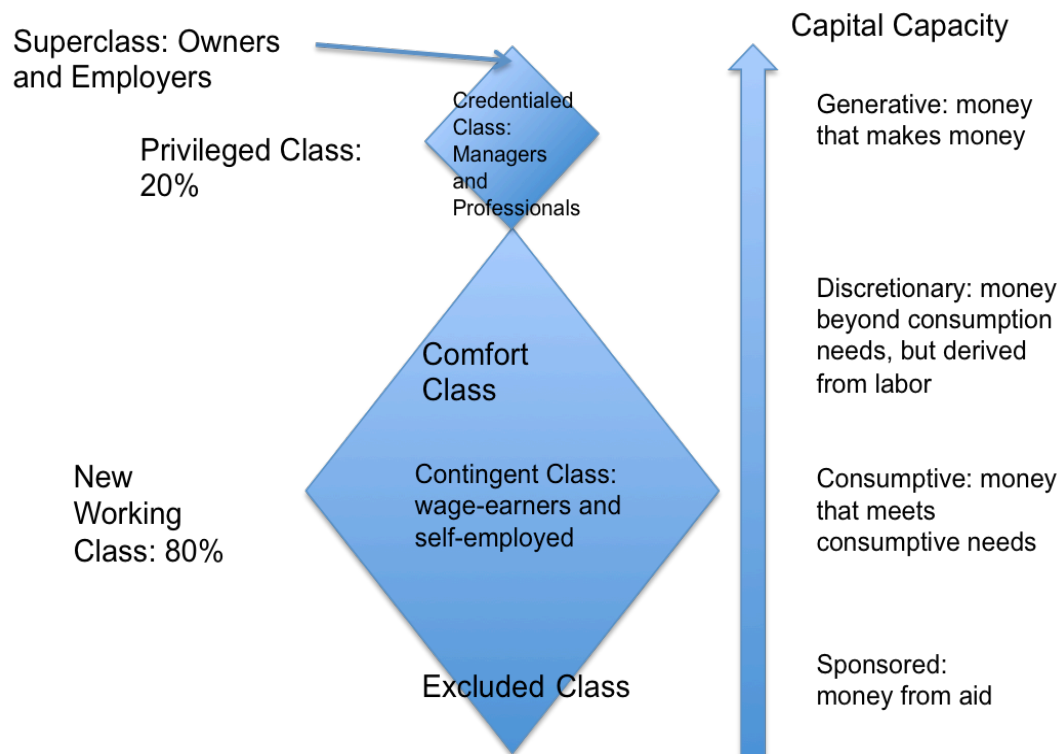 Superclass: Owners
and Employers
Privileged Class:
20%
Credentialed
Class:
Managers
and
Professionals
Comfort
Class
New
Working
Class: 80%
Contingent Class:
wage-earners and
self-employed
Excluded Class
Capital Capacity
Generative: money
that makes money
Discretionary: money
beyond consumption
needs, but derived
from labor
Consumptive: money
that meets
consumptive needs
Sponsored:
money from aid